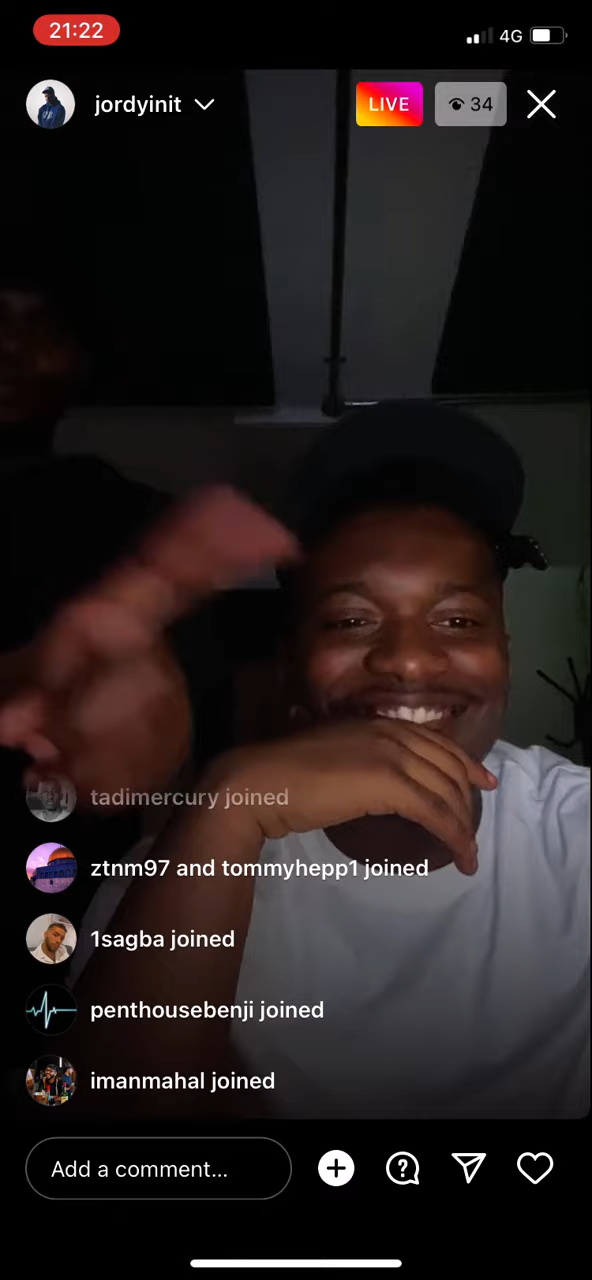 21:22
4G
jordyinit
LIVE
34
tadimercury joined
ztnm97 and tommyhepp1 joined
1sagba joined
penthousebenji joined
imanmahal joined
Add a comment...